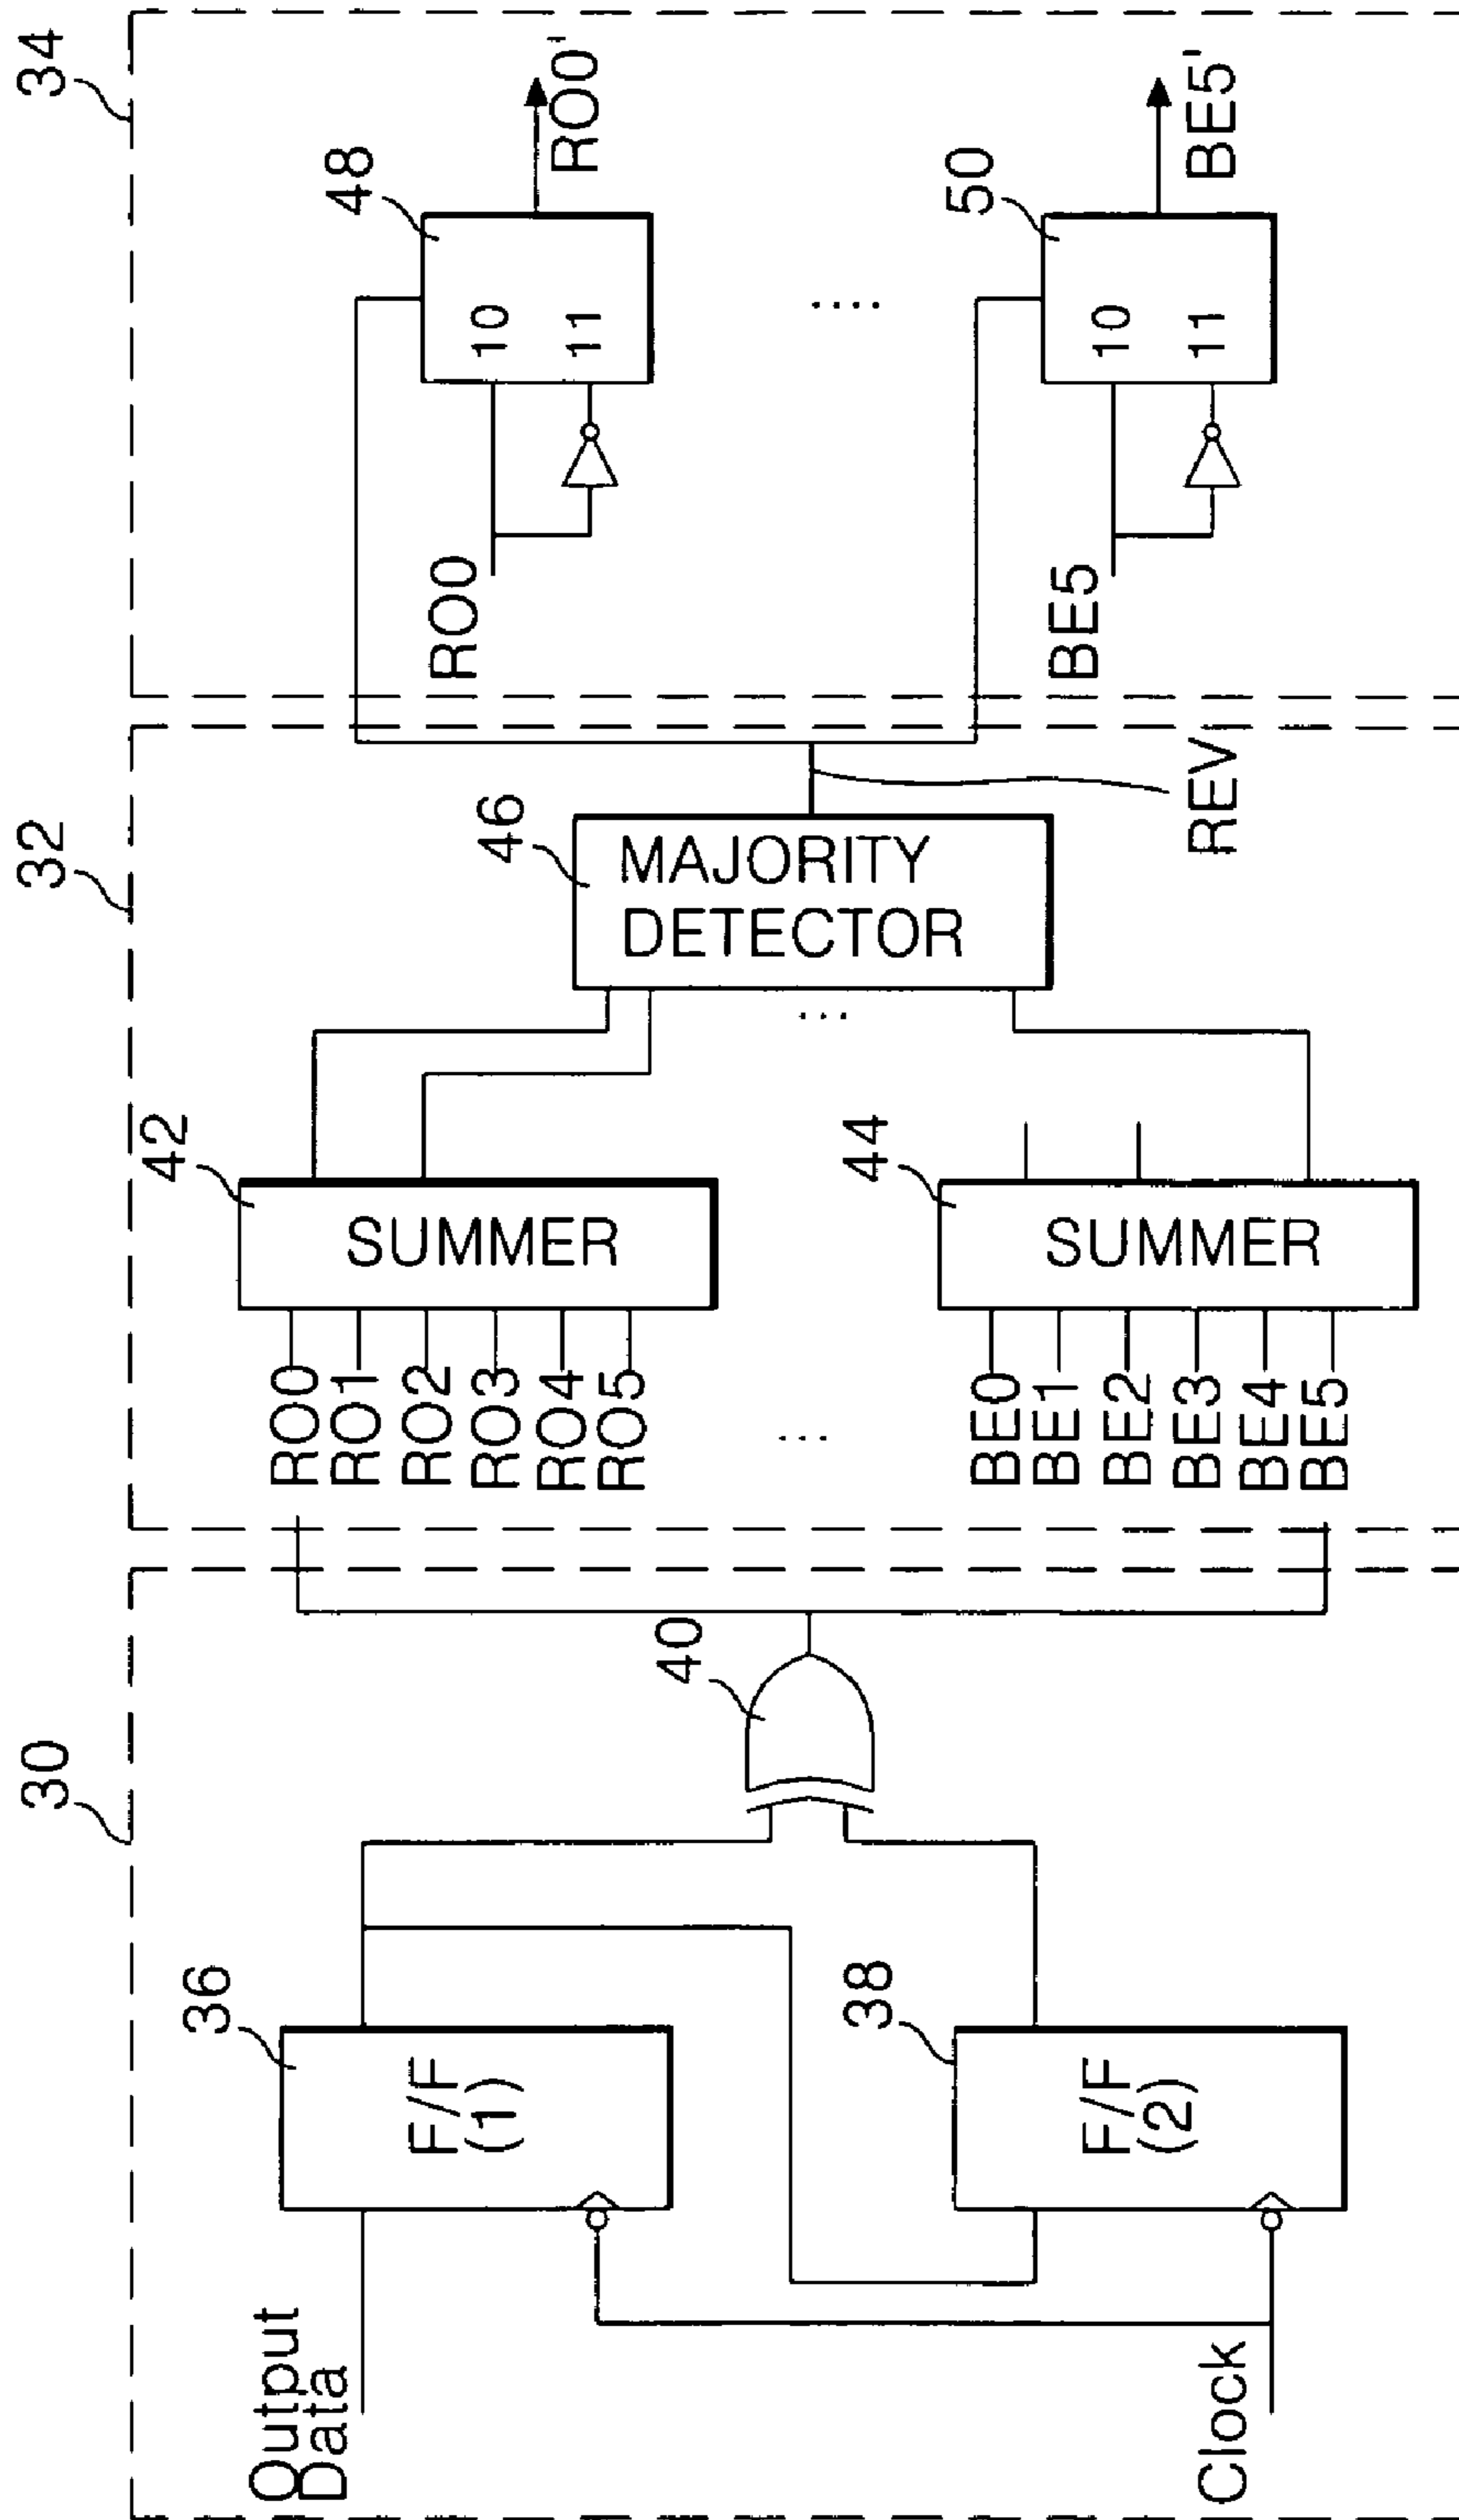 30
32
34
Output
Data
Clock
36
F/F
(1)
38
F/F
(2)
40
RO0
RO1
RO2
RO3
RO4
RO5
...
BE0
BE1
BE2
BE3
BE4
BE5
42
SUMMER
44
SUMMER
...
46
MAJORITY
DETECTOR
REV
RO0
48
10
11
RO0'
....
BE5
50
10
11
BE5'